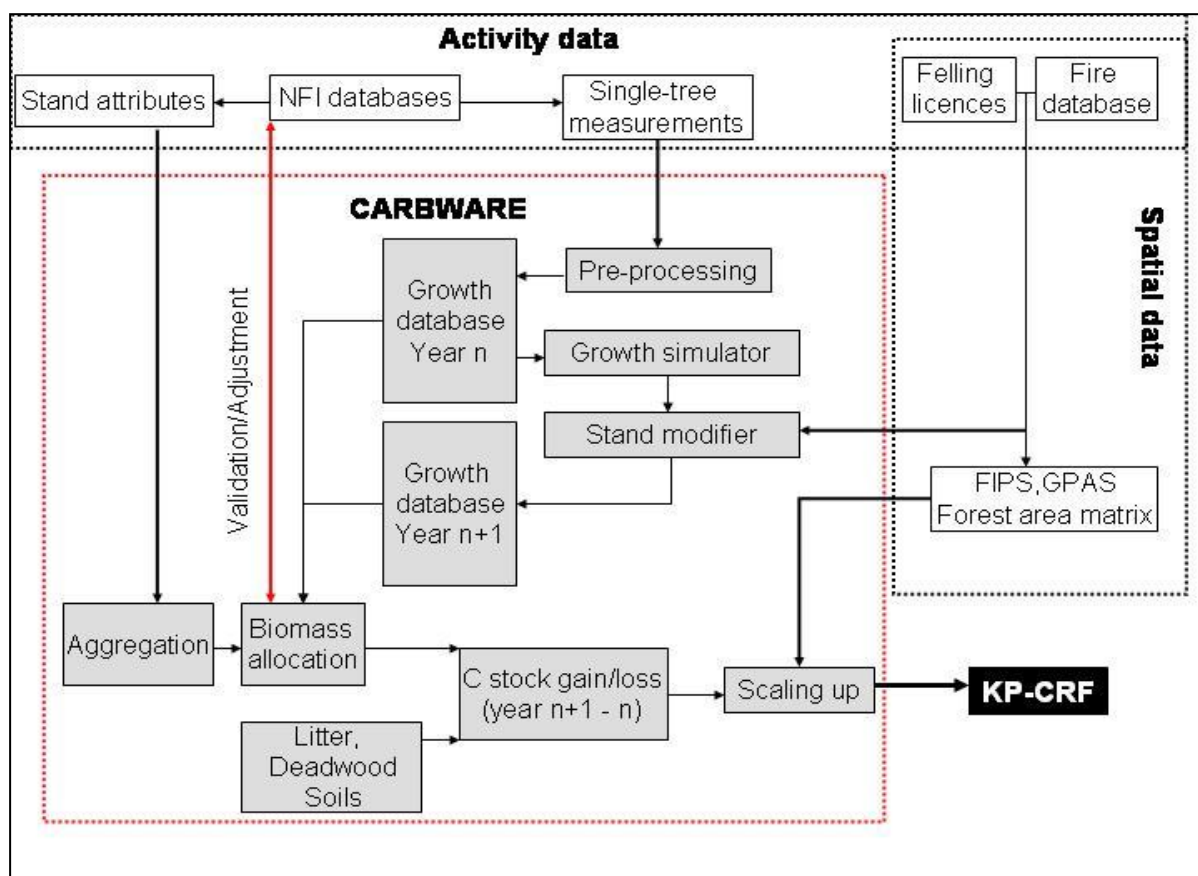 Activity data
Stand attributes
NFI databases
Single-tree
measurements
Felling
licences
Fire
database
CARBWARE
Spatial data
Validation/Adjustment
Pre-processing
Growth
database
Year n
Growth simulator
Stand modifier
Growth
database
Year n+1
FIPS,GPAS
Forest area matrix
Aggregation
Biomass
allocation
C stock gain/loss
(year n+1 - n)
Scaling up
KP-CRF
Litter,
Deadwood
Soils